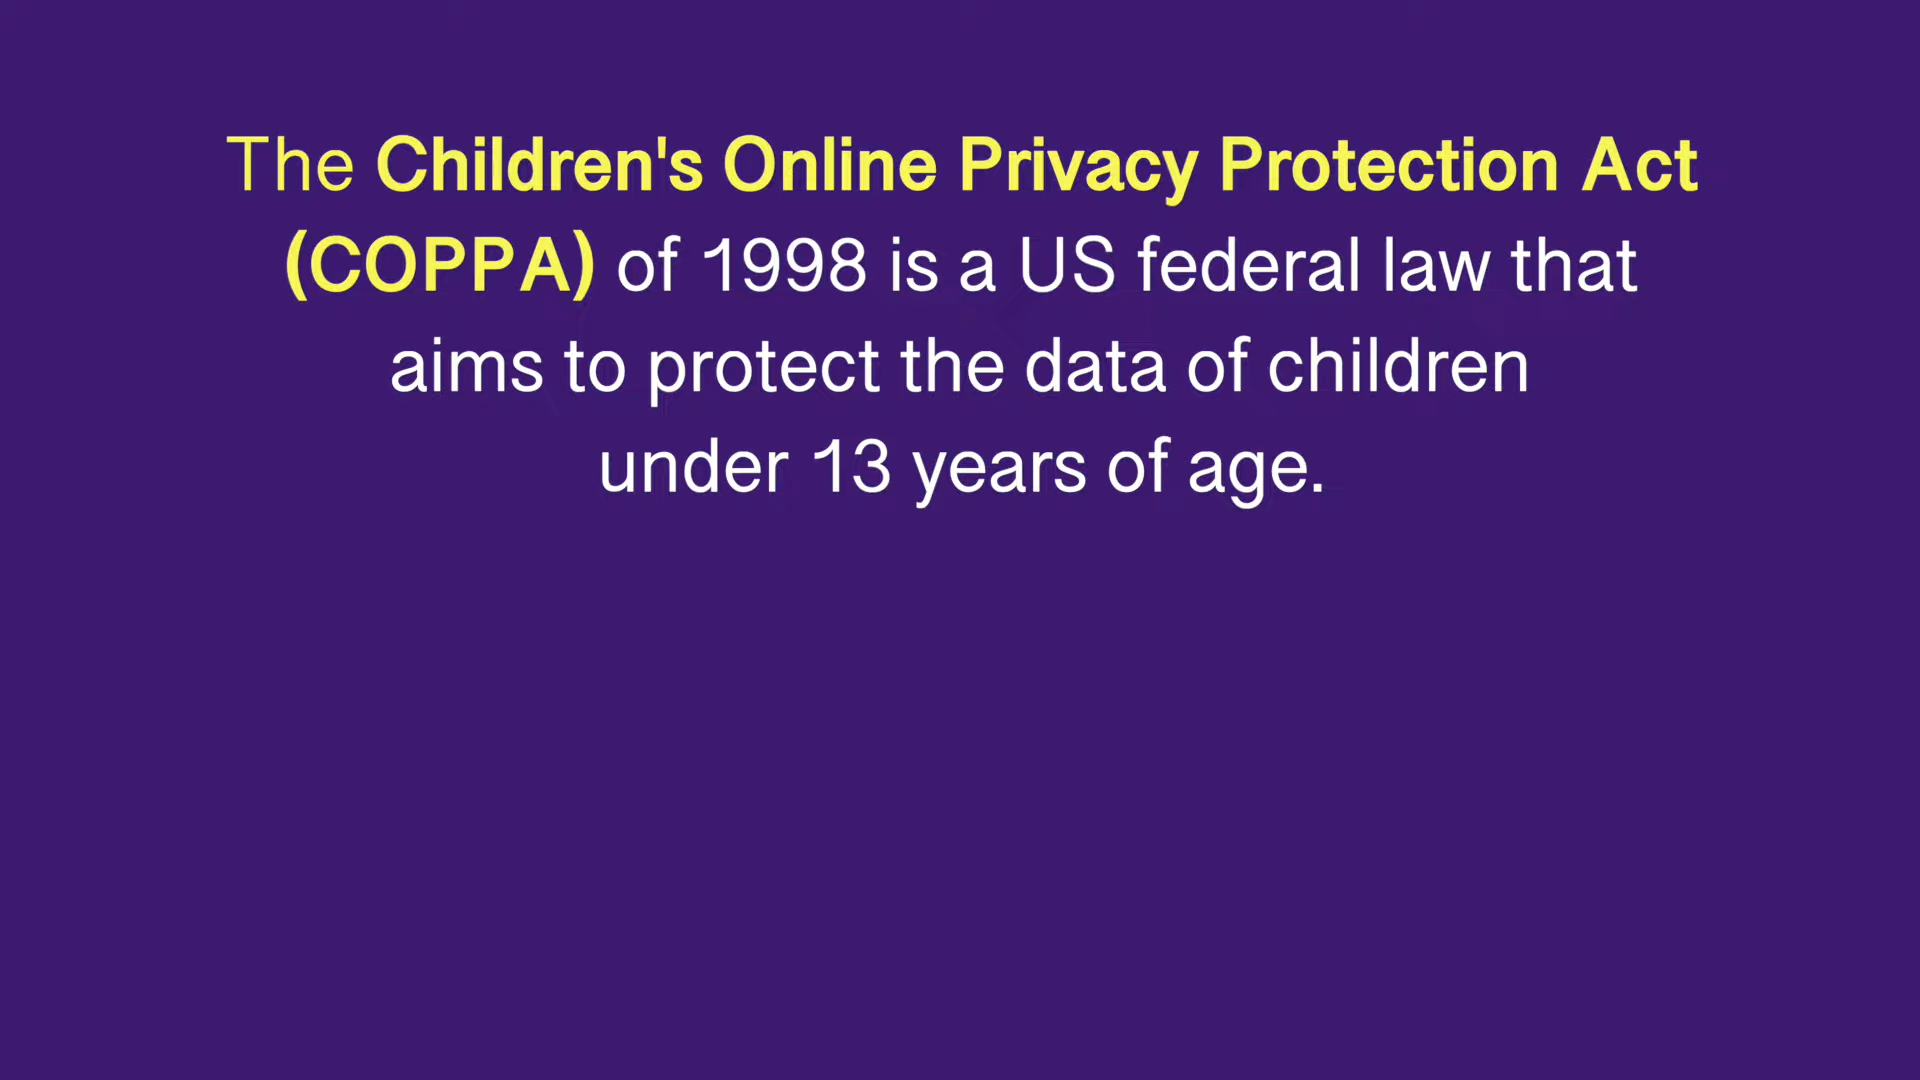 The Children's Online Privacy Protection Act
(COPPA) of 1998 is a US federal law that
aims to protect the data of children
under 13 years of age.